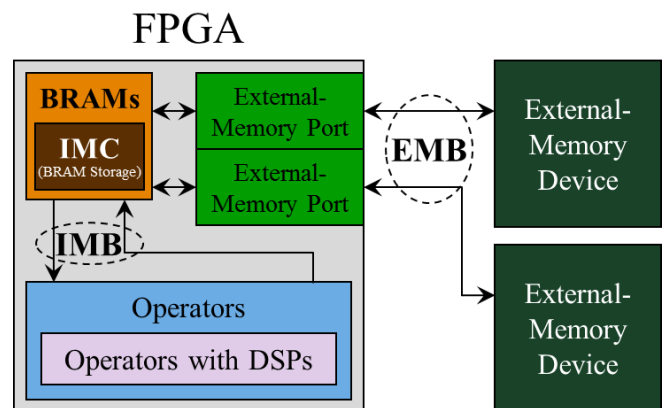 FPGA
BRAMs
IMC
(BRAM Storage)
External-
Memory Port
External-
Memory Port
EMB
External-
Memory
Device
IMB
Operators
Operators with DSPs
External-
Memory
Device